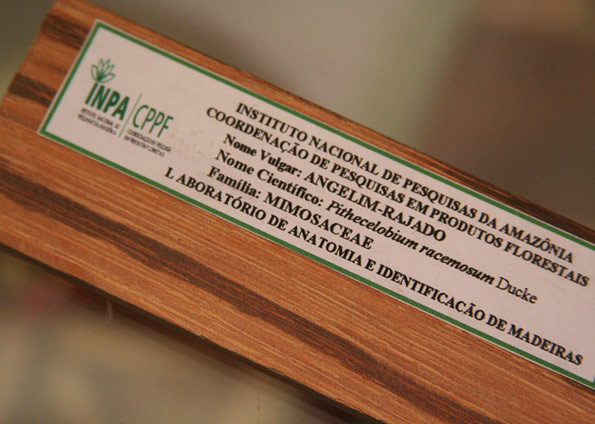 INPA
CPPF
INSTITUTO NACIONAL DE PESQUISAS DA AMAZÔNIA
COORDENAÇÃO DE PESQUISAS EM PRODUTOS FLORESTAIS
Nome Vulgar: ANGELIM-RAJADO
Nome Científico: Pithecelobium racemosum Ducke
Família: MIMOSACEAE
L ABORATÓRIO DE ANATOMIA E IDENTIFICAÇÃO DE MADEIRAS